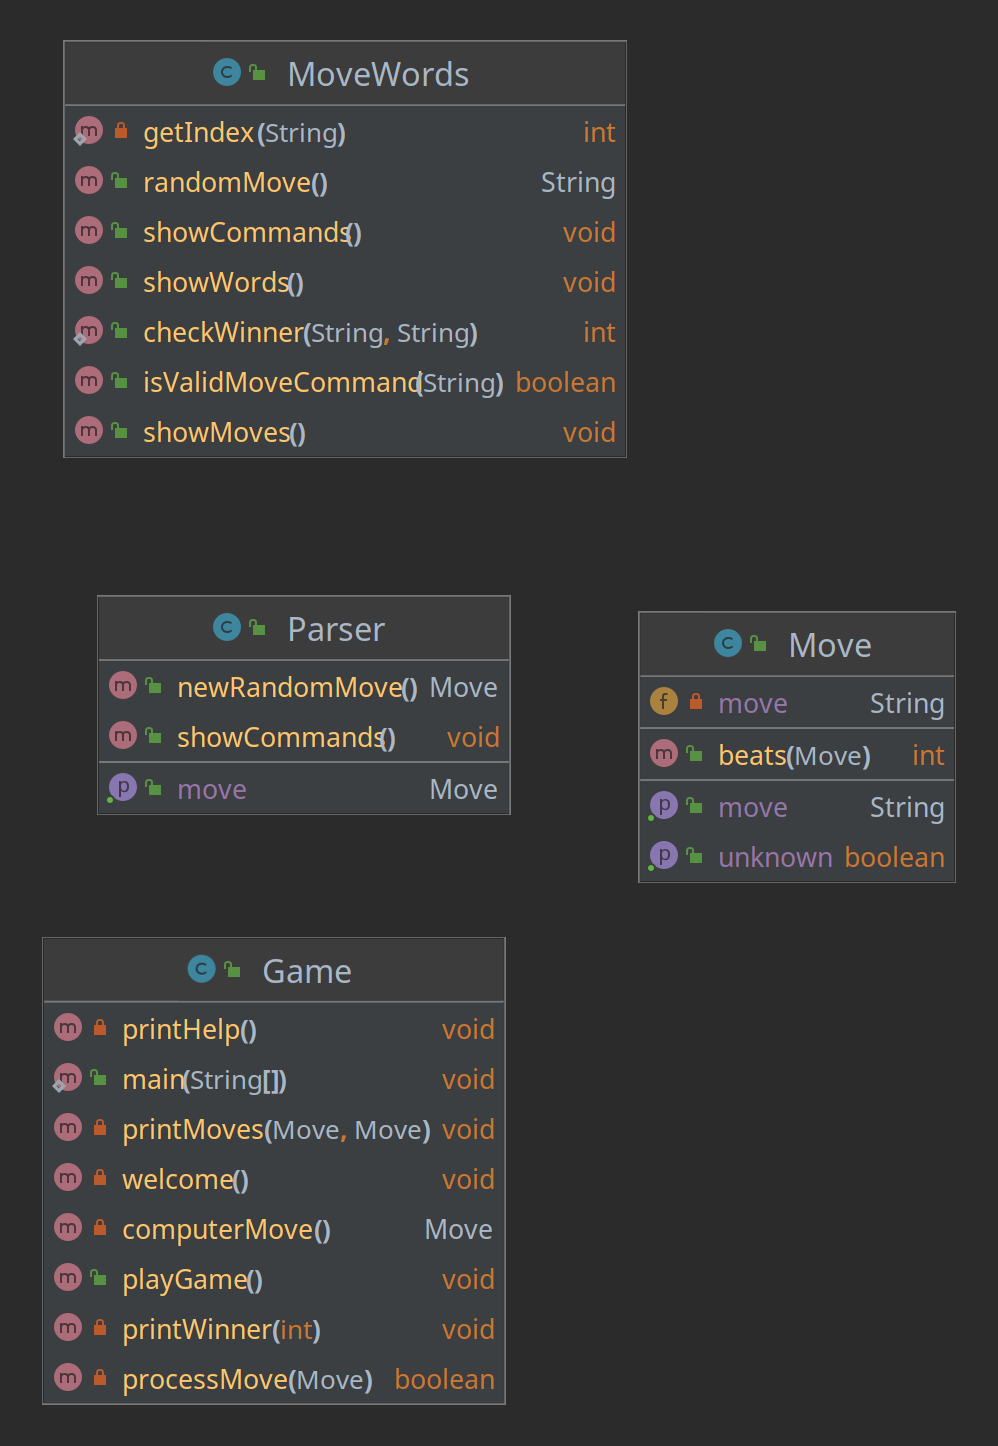 MoveWords
getIndex(String) int
randomMove() String
showCommands() void
showWords() void
checkWinner(String, String) int
isValidMoveCommand(String) boolean
showMoves() void
Parser
newRandomMove() Move
showCommands() void
move Move
Move
move String
beats(Move) int
move String
unknown boolean
Game
printHelp() void
main(String[]) void
printMoves(Move, Move) void
welcome() void
computerMove() Move
playGame() void
printWinner(int) void
processMove(Move) boolean